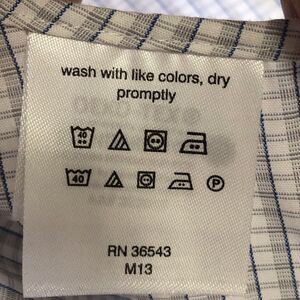 wash with like colors, dry
promptly
40
40 P
RN 36543
M13